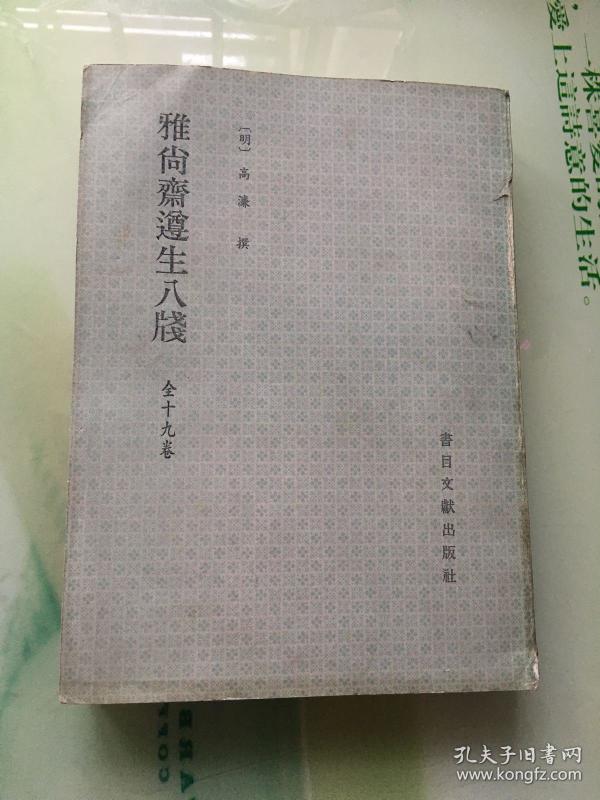 雅尚齋遵生八牋
全十九卷
〔明〕高濂 撰
書目文獻出版社
愛上這詩意的生活。
孔夫子旧书网
www.kongfz.com